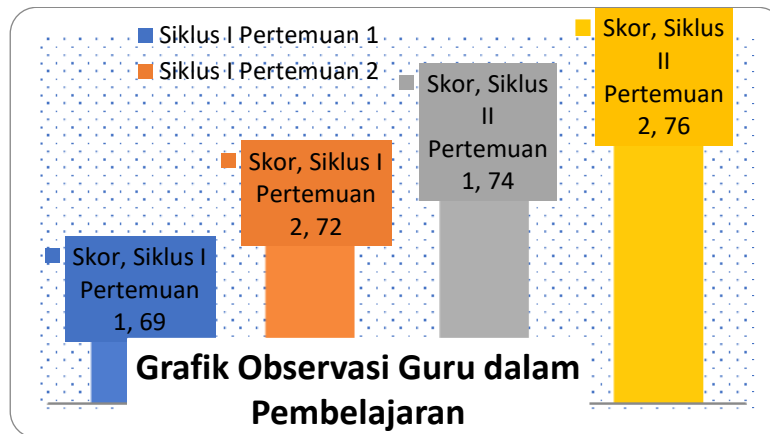 Siklus I Pertemuan 1
Siklus I Pertemuan 2
Skor, Siklus I
Pertemuan
1, 69
Skor, Siklus I
Pertemuan
2, 72
Skor, Siklus
II
Pertemuan
1, 74
Skor, Siklus
II
Pertemuan
2, 76
Grafik Observasi Guru dalam
Pembelajaran